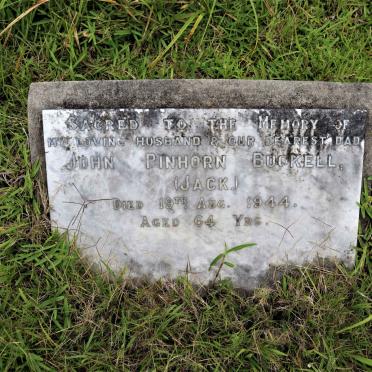 SACRED TO THE MEMORY OF
MY LOVING HUSBAND & OUR DEAREST DAD
JOHN PINHORN BUCKELL,
(JACK)
DIED 19TH AUG. 1944.
AGED 64 YRS.